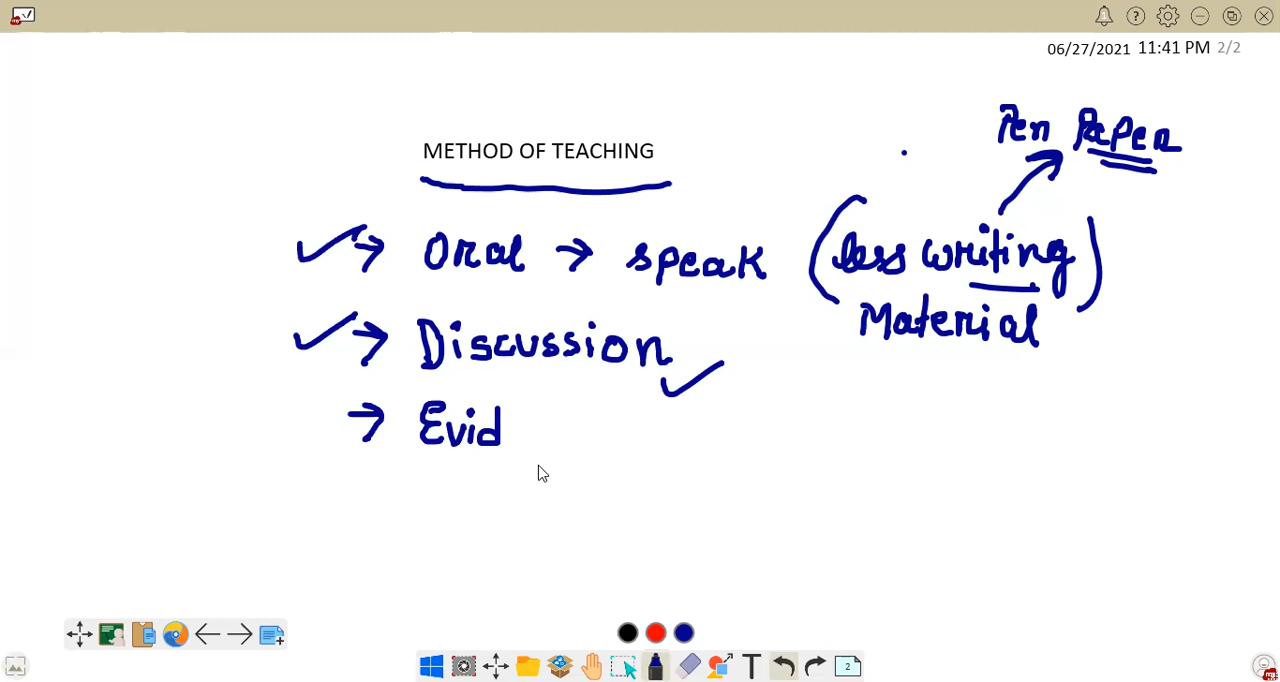 06/27/2021 11:41 PM 2/2
Pen Paper
METHOD OF TEACHING
→ Oral → speak (less writing)
Material
→ Discussion
→ Evid
2